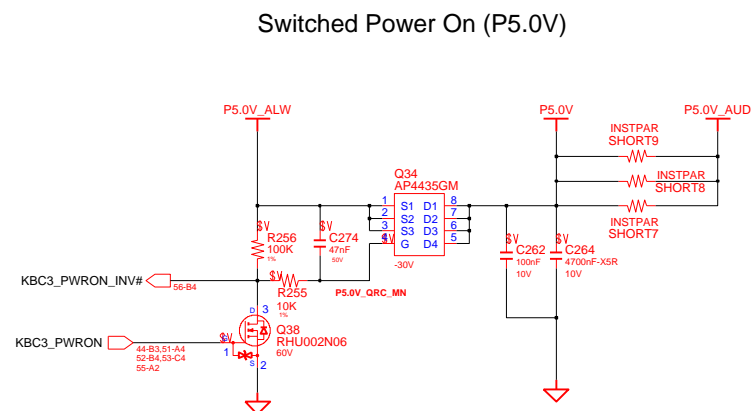 Switched Power On (P5.0V)
P5.0V_ALW
P5.0V
P5.0V_AUD
INSTPAR
SHORT9
INSTPAR
SHORT8
INSTPAR
SHORT7
Q34
AP4435GM
1 S1 D1 8
2 S2 D2 7
3 S3 D3 6
4 G D4 5
-30V
$V
R256
100K
1%
$V
C274
47nF
50V
$V
C262
100nF
10V
$V
C264
4700nF-X5R
10V
KBC3_PWRON_INV#
56-B4
$V
R255
10K
1%
P5.0V_QRC_MN
D 3
Q38
RHU002N06
60V
KBC3_PWRON
44-B3,51-A4
52-B4,53-C4
55-A2
$V
G
1
S 2